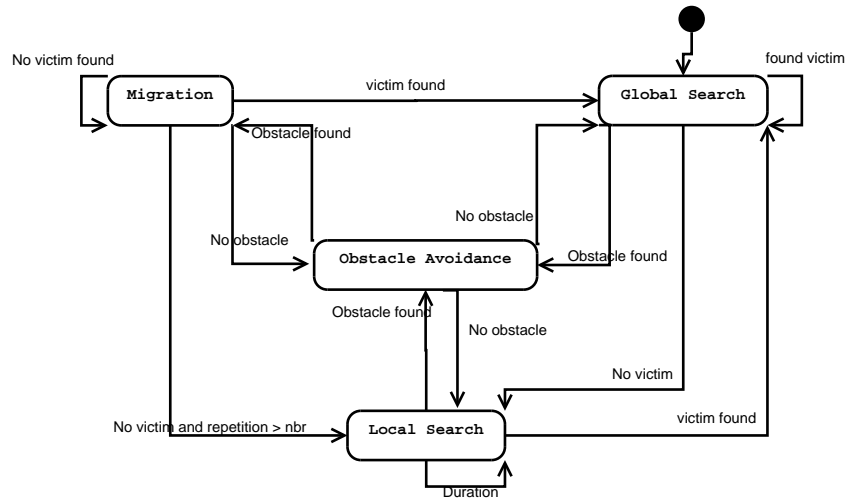 No victim found
found victim
Migration
victim found
Global Search
Obstacle found
No obstacle
No obstacle
Obstacle Avoidance
Obstacle found
Obstacle found
No obstacle
No victim
No victim and repetition > nbr
Local Search
victim found
Duration